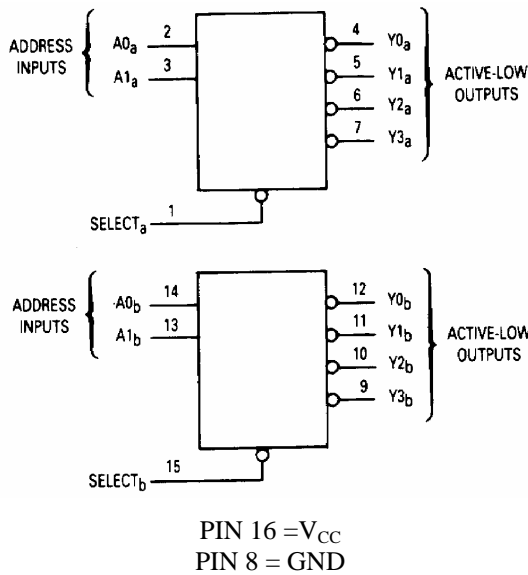 ADDRESS
INPUTS
A0a
2
A1a
3
4
Y0a
5
Y1a
6
Y2a
7
Y3a
ACTIVE-LOW
OUTPUTS
SELECTa
1
ADDRESS
INPUTS
A0b
14
A1b
13
12
Y0b
11
Y1b
10
Y2b
9
Y3b
ACTIVE-LOW
OUTPUTS
SELECTb
15
PIN 16 =VCC
PIN 8 = GND